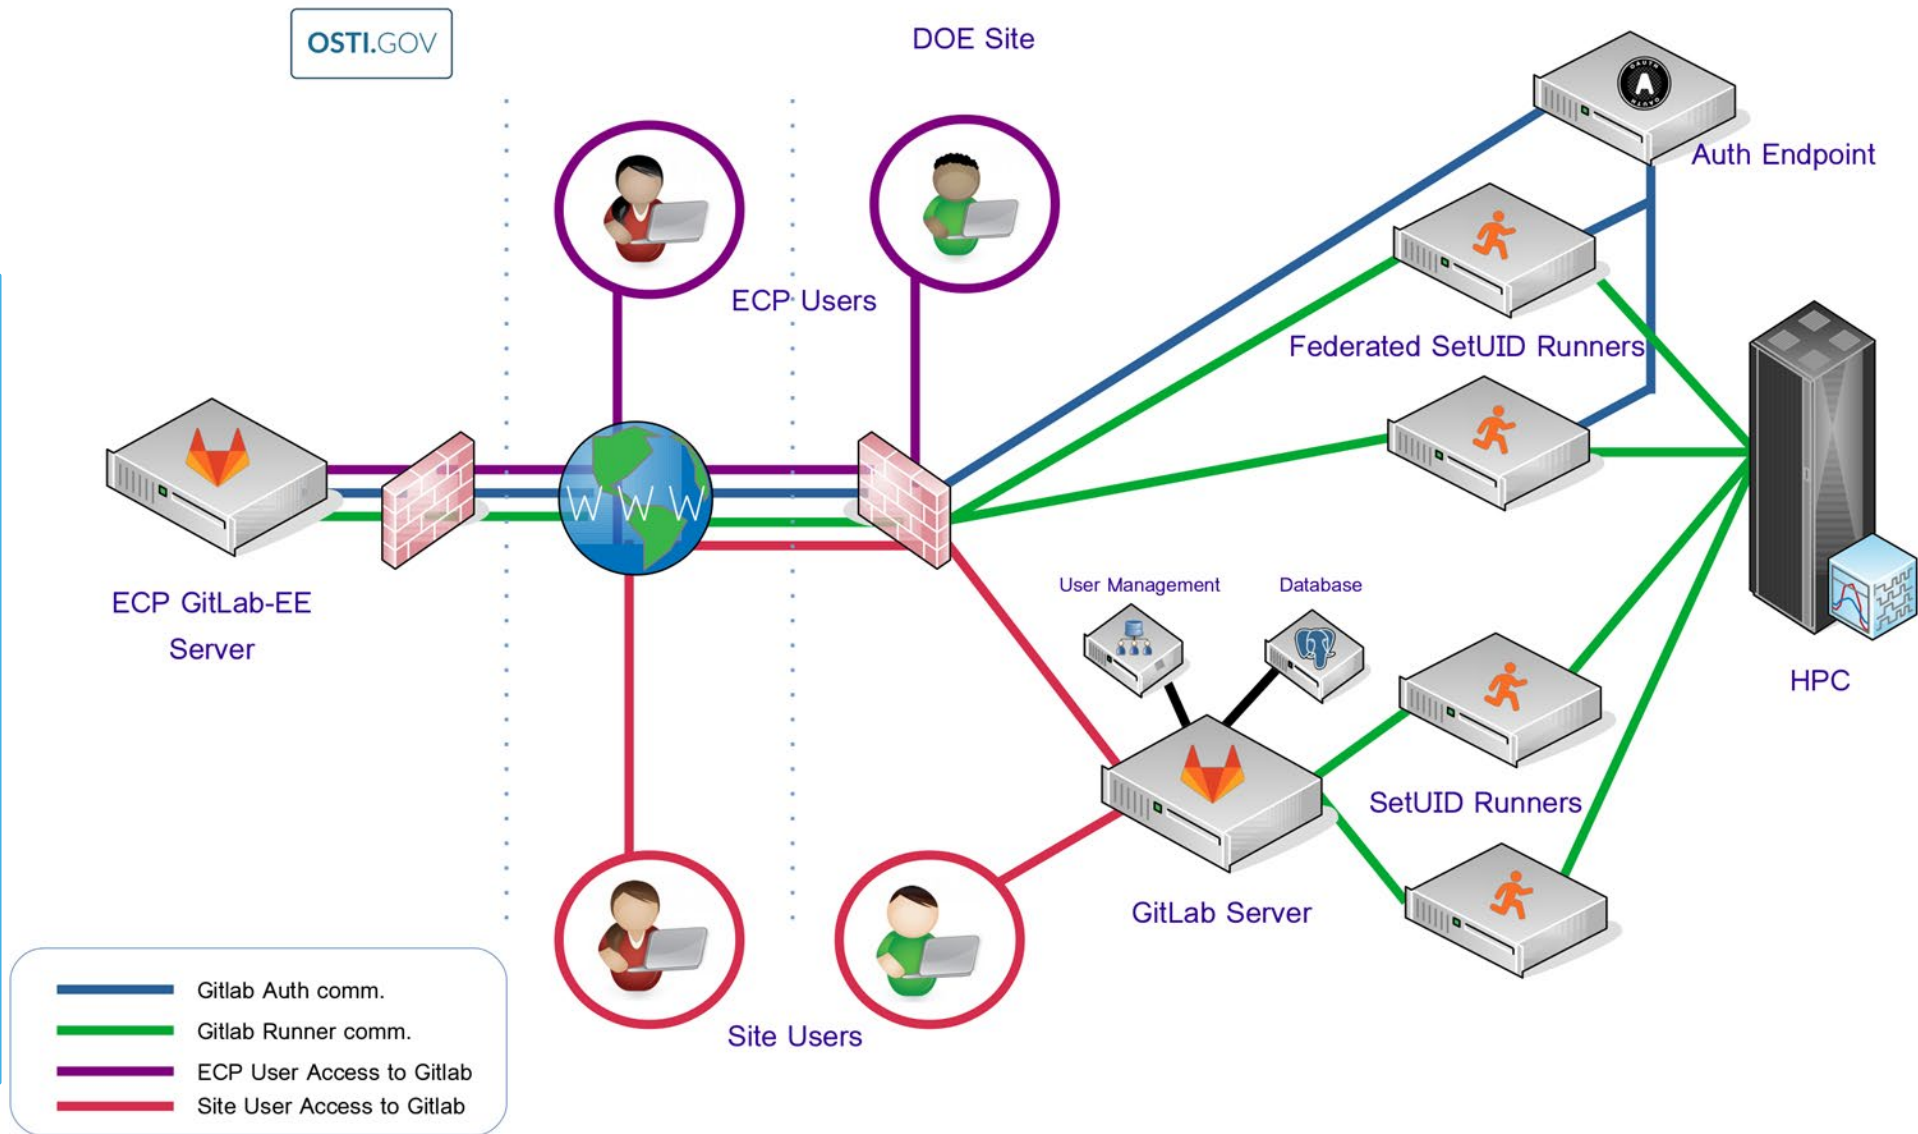 OSTI.GOV
DOE Site
OAUTH
A
OAUTH
Auth Endpoint
ECP Users
Federated SetUID Runners
W W W
ECP GitLab-EE
Server
User Management
Database
HPC
SetUID Runners
GitLab Server
Site Users
Gitlab Auth comm.
Gitlab Runner comm.
ECP User Access to Gitlab
Site User Access to Gitlab